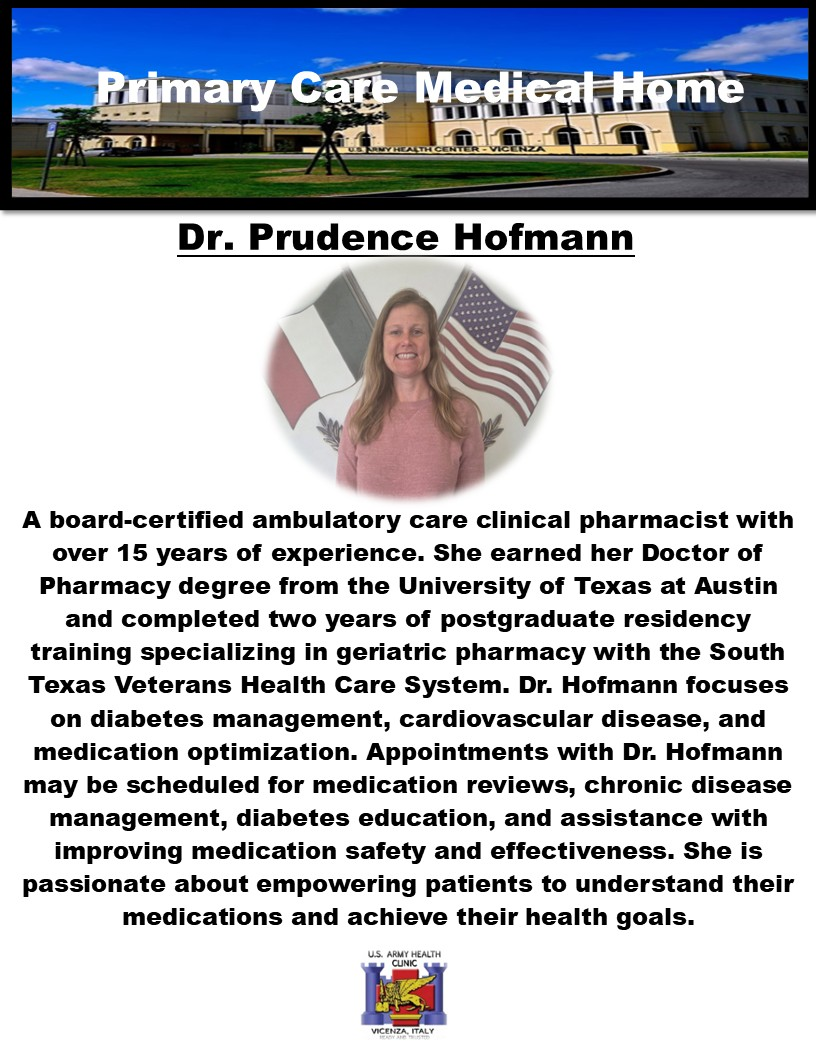 Primary Care Medical Home
U.S. ARMY HEALTH CENTER - VICENZA
Dr. Prudence Hofmann
A board-certified ambulatory care clinical pharmacist with
over 15 years of experience. She earned her Doctor of
Pharmacy degree from the University of Texas at Austin
and completed two years of postgraduate residency
training specializing in geriatric pharmacy with the South
Texas Veterans Health Care System. Dr. Hofmann focuses
on diabetes management, cardiovascular disease, and
medication optimization. Appointments with Dr. Hofmann
may be scheduled for medication reviews, chronic disease
management, diabetes education, and assistance with
improving medication safety and effectiveness. She is
passionate about empowering patients to understand their
medications and achieve their health goals.
U.S. ARMY HEALTH
CLINIC
VICENZA, ITALY
READY AND TRUSTED